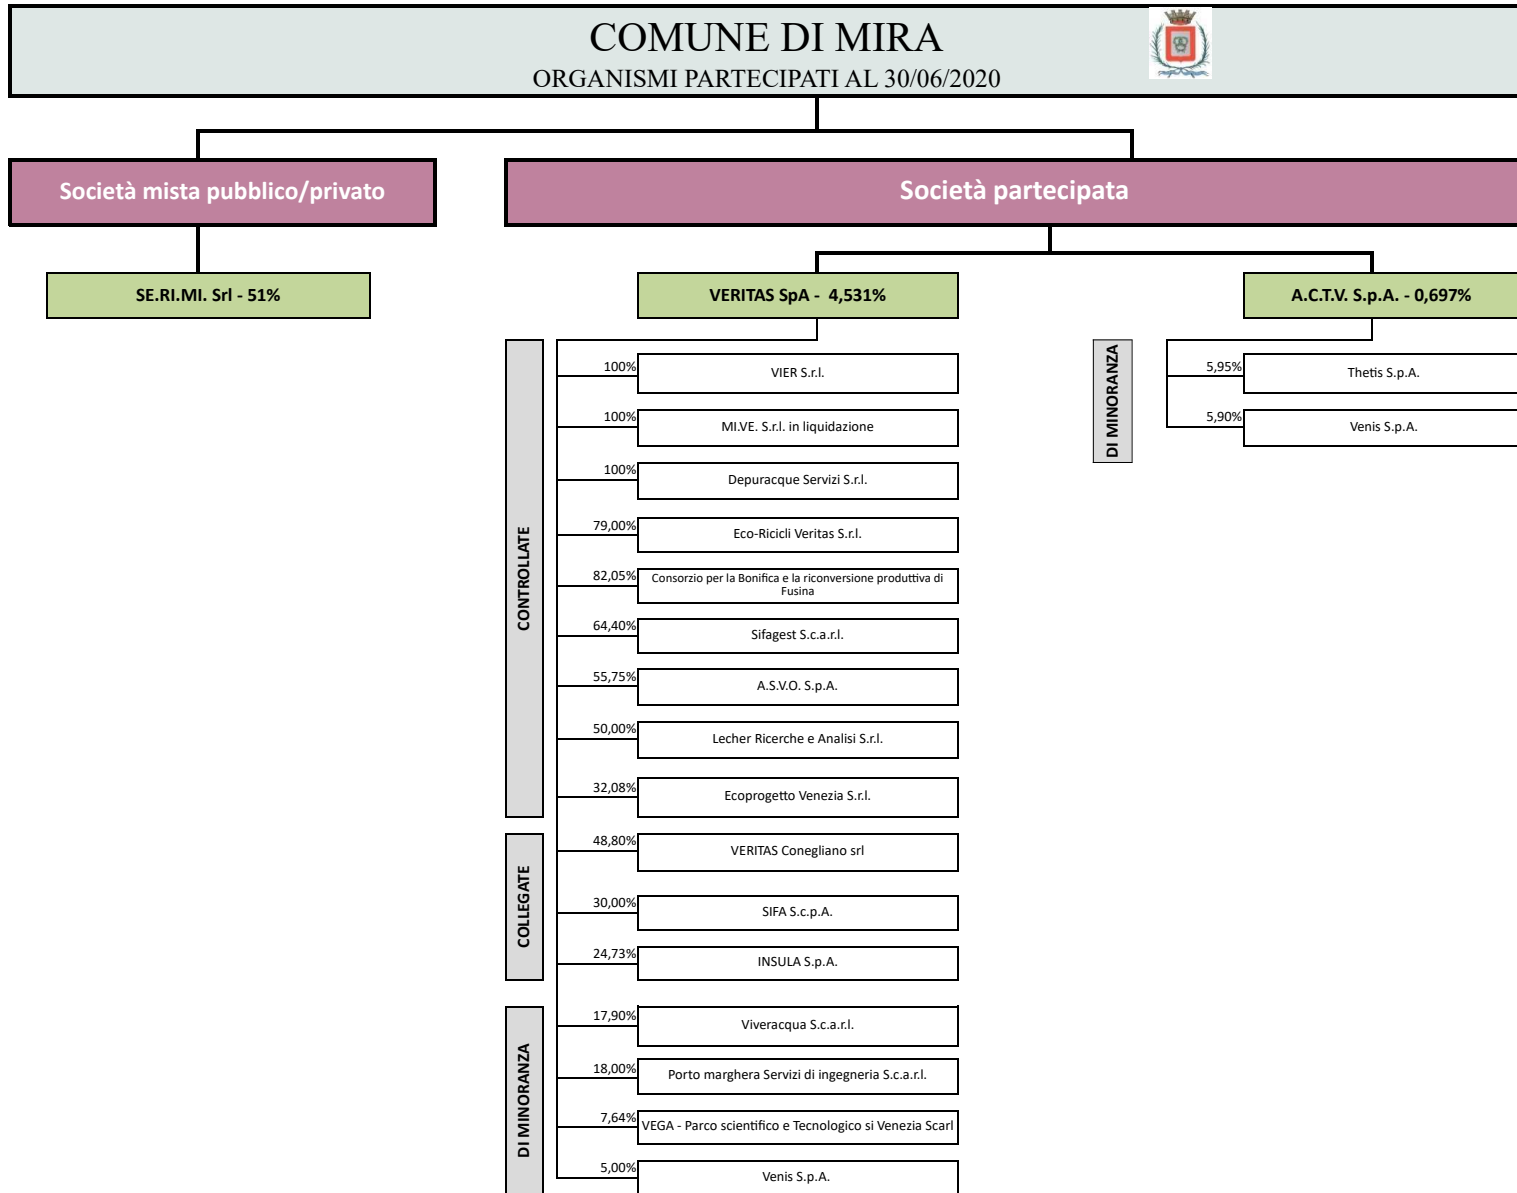 COMUNE DI MIRA
ORGANISMI PARTECIPATI AL 30/06/2020
Società mista pubblico/privato
Società partecipata
SE.RI.MI. Srl - 51%
VERITAS SpA - 4,531%
A.C.T.V. S.p.A. - 0,697%
CONTROLLATE
100%
VIER S.r.l.
100%
MI.VE. S.r.l. in liquidazione
100%
Depuracque Servizi S.r.l.
79,00%
Eco-Ricicli Veritas S.r.l.
82,05%
Consorzio per la Bonifica e la riconversione produttiva di
Fusina
64,40%
Sifagest S.c.a.r.l.
55,75%
A.S.V.O. S.p.A.
50,00%
Lecher Ricerche e Analisi S.r.l.
32,08%
Ecoprogetto Venezia S.r.l.
COLLEGATE
48,80%
VERITAS Conegliano srl
30,00%
SIFA S.c.p.A.
24,73%
INSULA S.p.A.
DI MINORANZA
17,90%
Viveracqua S.c.a.r.l.
18,00%
Porto marghera Servizi di ingegneria S.c.a.r.l.
7,64%
VEGA - Parco scientifico e Tecnologico si Venezia Scarl
5,00%
Venis S.p.A.
DI MINORANZA
5,95%
Thetis S.p.A.
5,90%
Venis S.p.A.